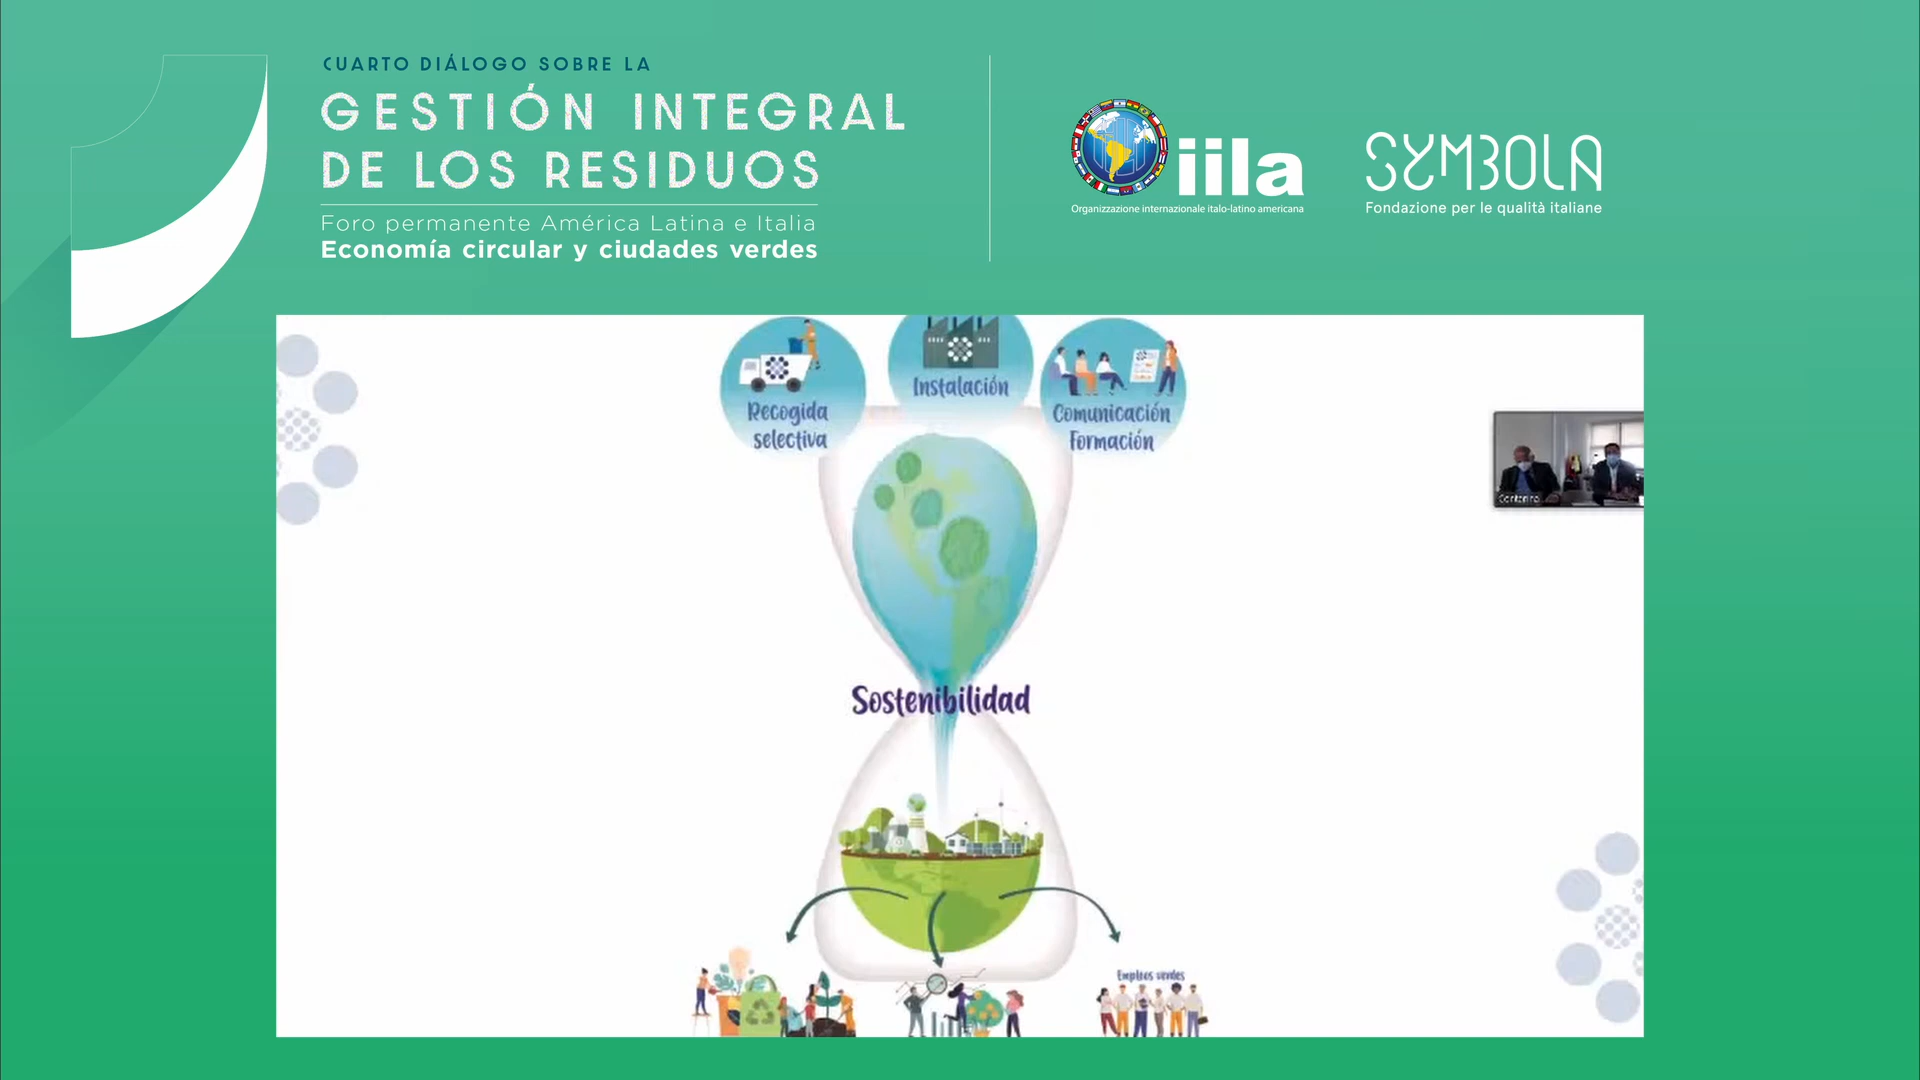 CUARTO DIÁLOGO SOBRE LA
GESTIÓN INTEGRAL
DE LOS RESIDUOS
Foro permanente América Latina e Italia
Economía circular y ciudades verdes
iila
Organizzazione internazionale italo-latino americana
SYMBOLA
Fondazione per le qualità italiane
Instalación
Recogida
selectiva
Comunicación
Formación
Sostenibilidad
Empleos verdes